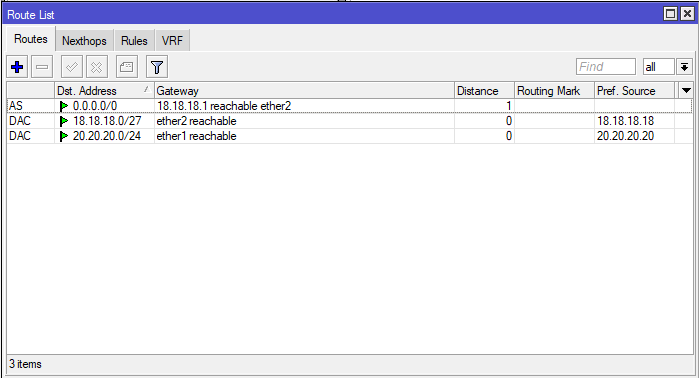 Route List
Routes Nexthops Rules VRF
Find all
Dst. Address Gateway Distance Routing Mark Pref. Source
AS 0.0.0.0/0 18.18.18.1 reachable ether2 1
DAC 18.18.18.0/27 ether2 reachable 0 18.18.18.18
DAC 20.20.20.0/24 ether1 reachable 0 20.20.20.20
3 items